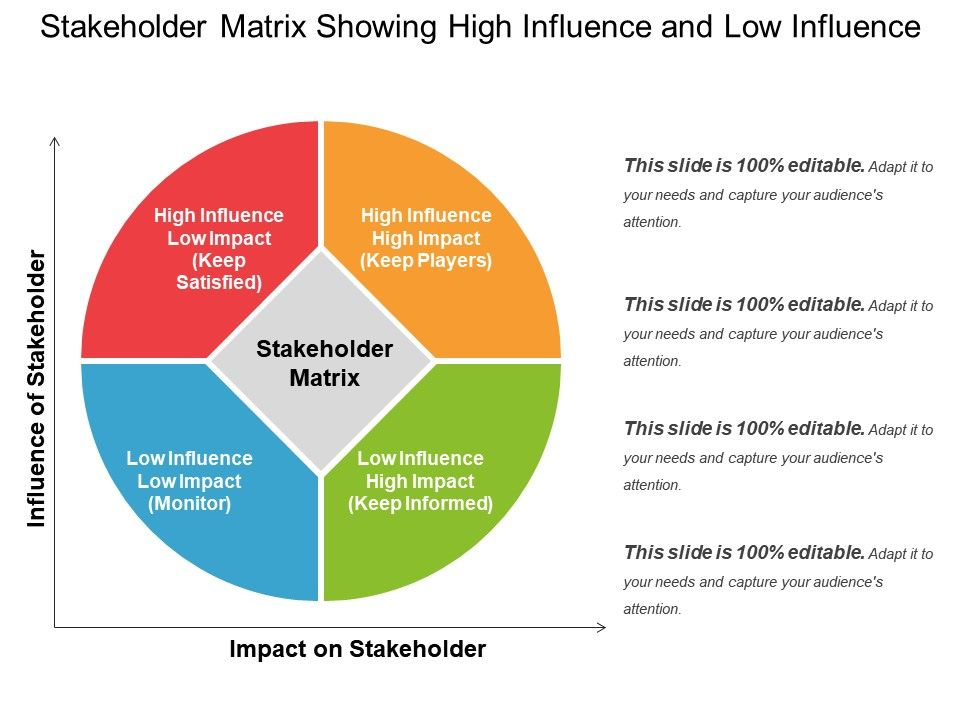 Stakeholder Matrix Showing High Influence and Low Influence
Influence of Stakeholder
High Influence
Low Impact
(Keep
Satisfied)
High Influence
High Impact
(Keep Players)
Stakeholder
Matrix
Low Influence
Low Impact
(Monitor)
Low Influence
High Impact
(Keep Informed)
Impact on Stakeholder
This slide is 100% editable. Adapt it to
your needs and capture your audience's
attention.
This slide is 100% editable. Adapt it to
your needs and capture your audience's
attention.
This slide is 100% editable. Adapt it to
your needs and capture your audience's
attention.
This slide is 100% editable. Adapt it to
your needs and capture your audience's
attention.